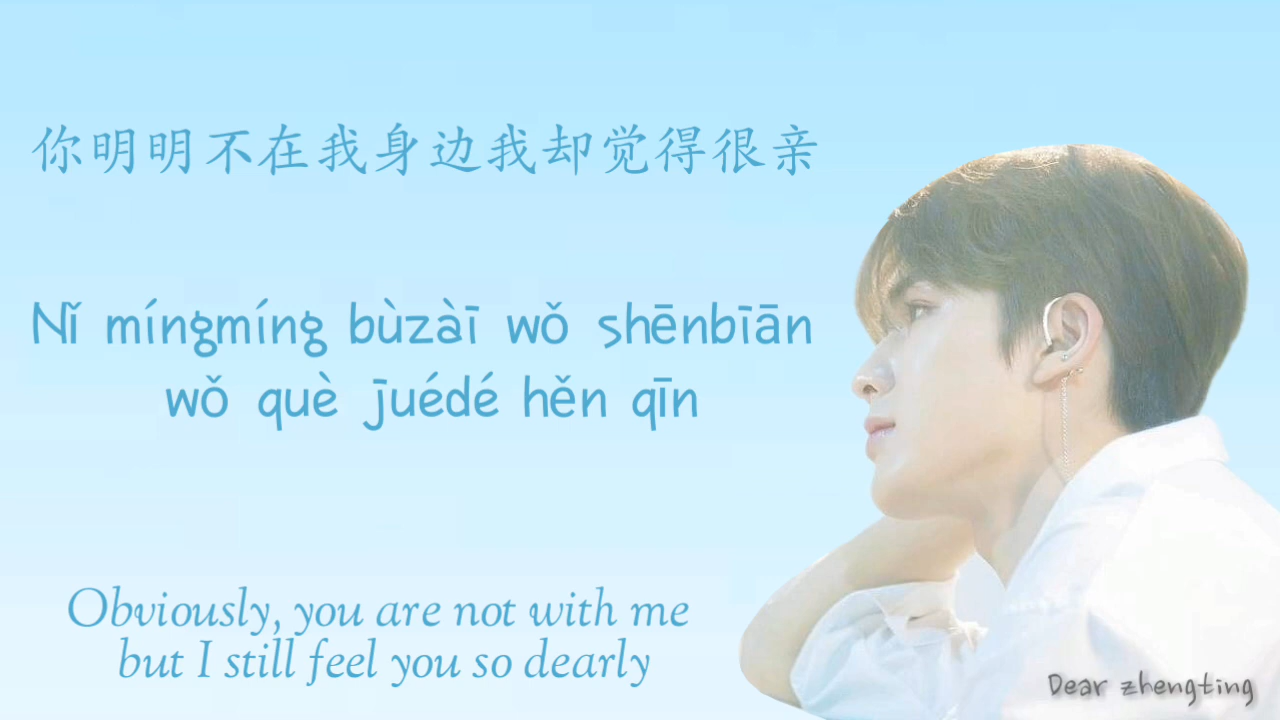 你明明不在我身边我却觉得很亲
Nǐ míngmíng bùzàī wǒ shēnbīān
wǒ què juédé hěn qīn
Obviously, you are not with me
but I still feel you so dearly
Dear zhengting